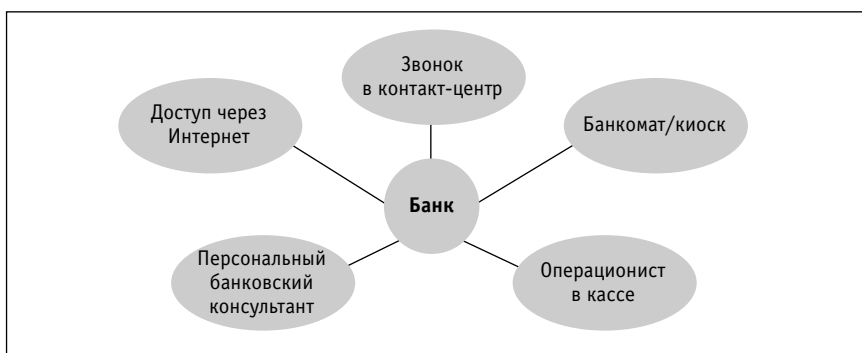 Звонок
в контакт-центр
Доступ через
Интернет
Банкомат/киоск
Банк
Персональный
банковский
консультант
Операционист
в кассе